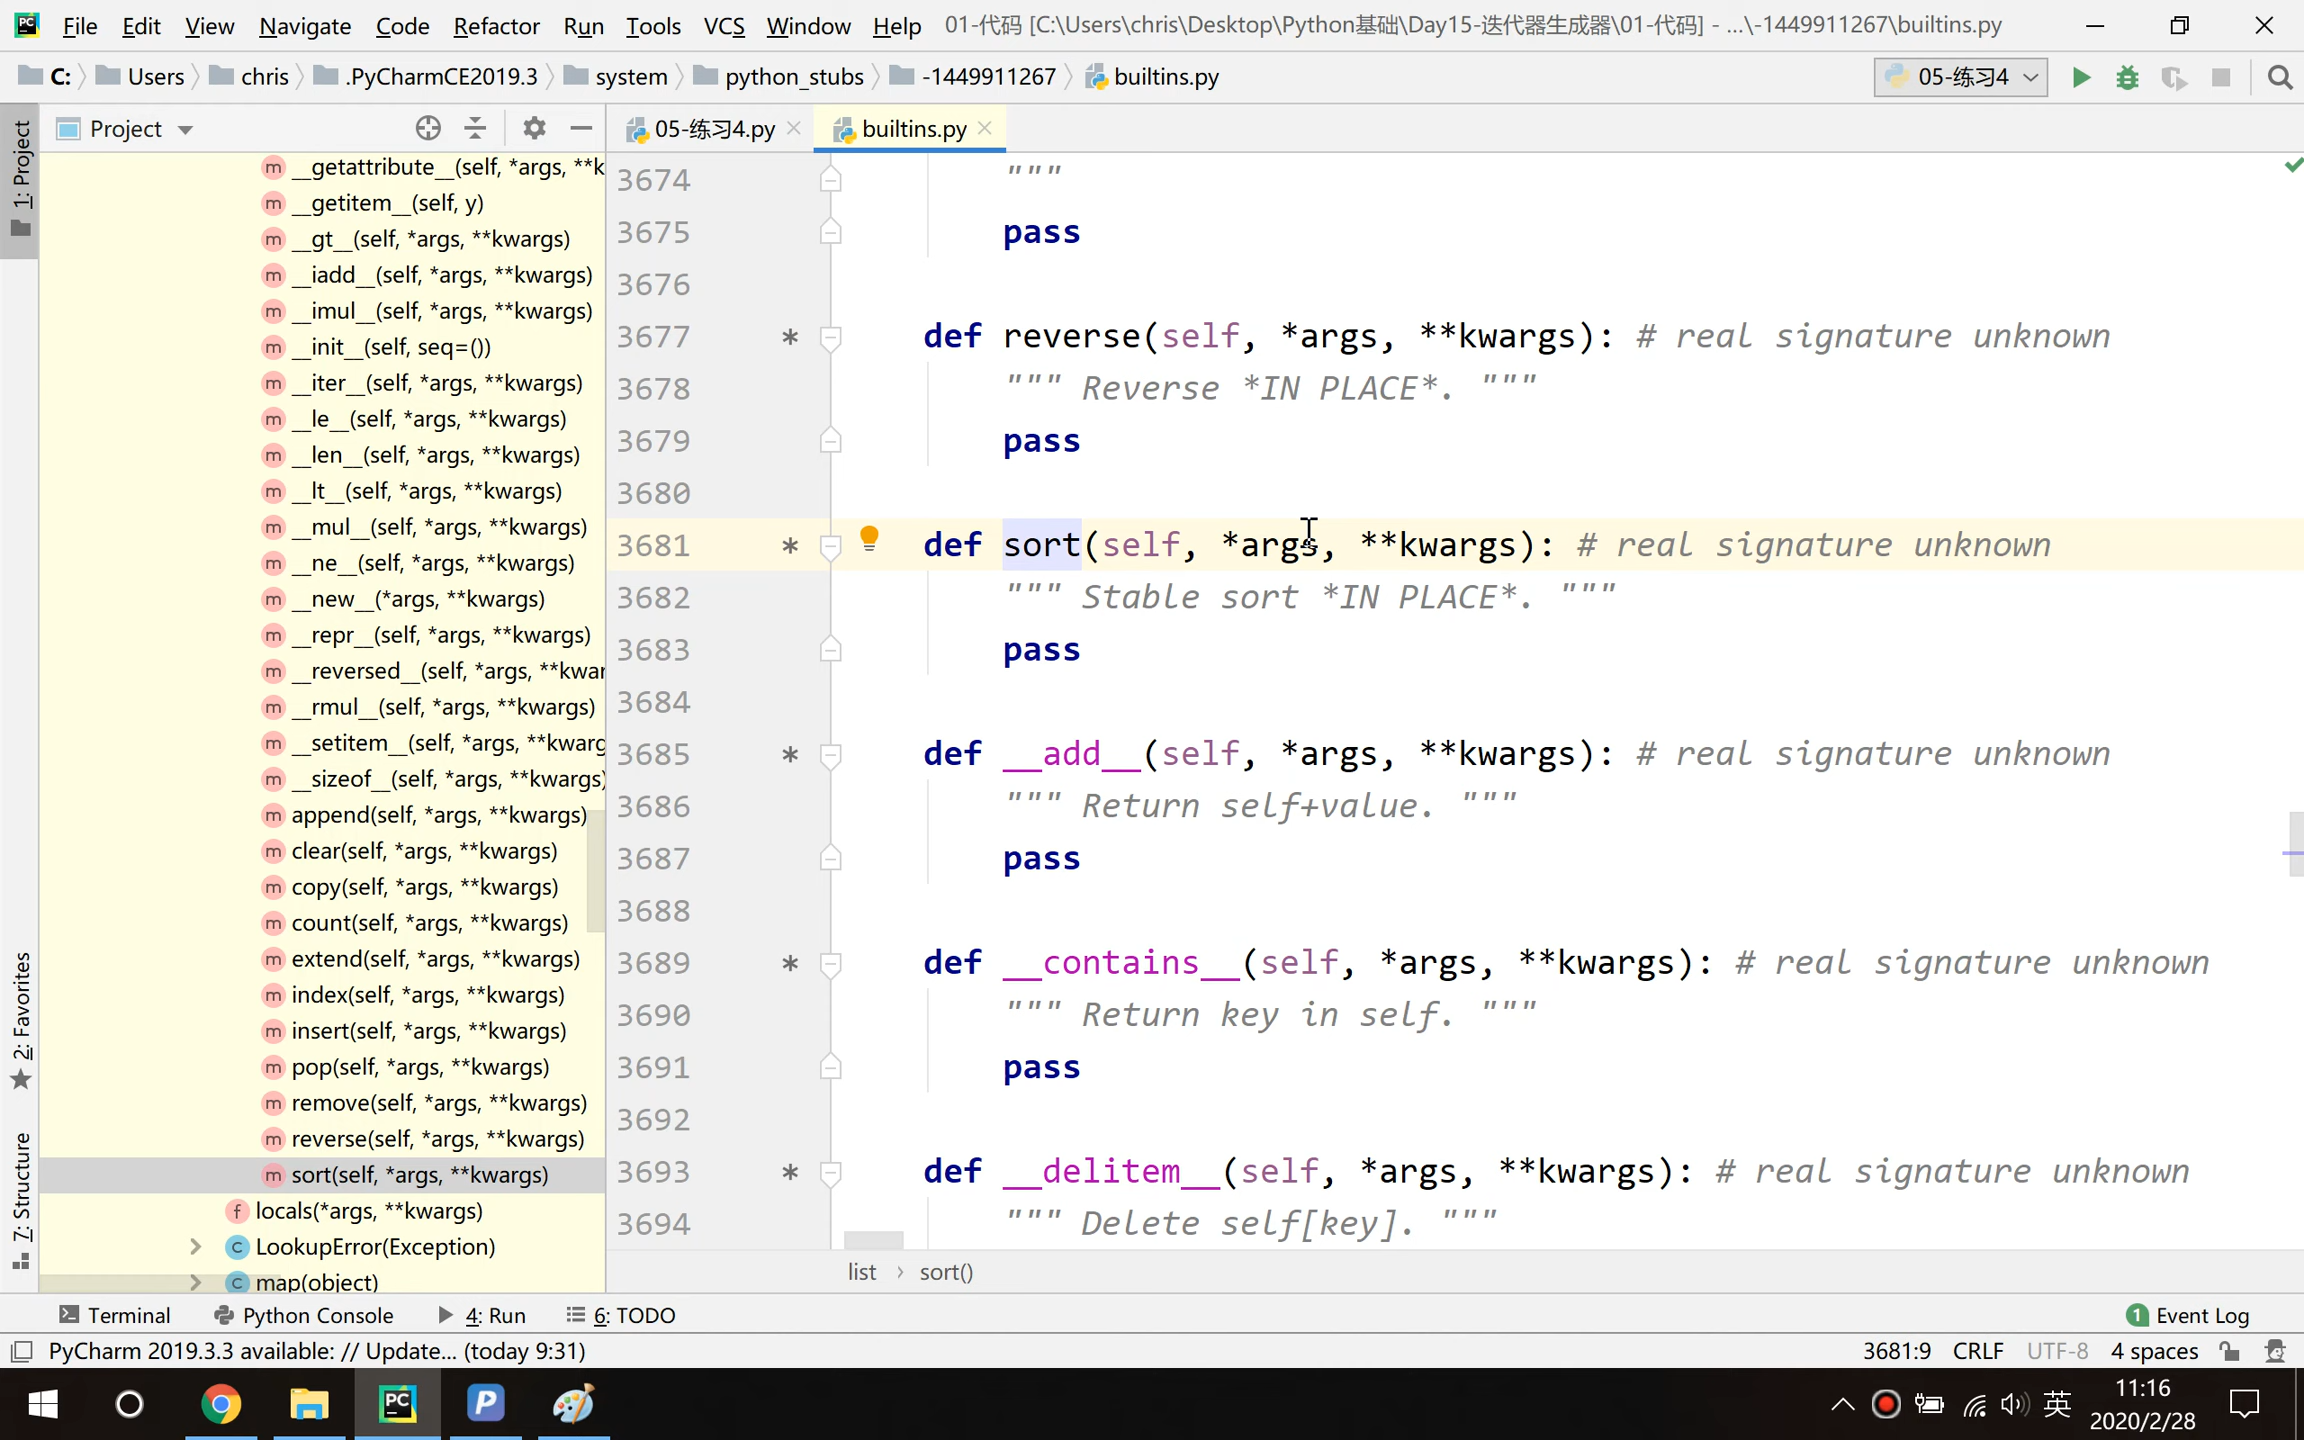 File Edit View Navigate Code Refactor Run Tools VCS Window Help 01-代码 [C:\Users\chris\Desktop\Python基础\Day15-迭代器生成器\01-代码] - ...\-1449911267\builtins.py
C: Users chris .PyCharmCE2019.3 system python_stubs -1449911267 builtins.py 05-练习4
1: Project
Project
05-练习4.py builtins.py
__getattribute__(self, *args, **k
__getitem__(self, y)
__gt__(self, *args, **kwargs)
__iadd__(self, *args, **kwargs)
__imul__(self, *args, **kwargs)
__init__(self, seq=())
__iter__(self, *args, **kwargs)
__le__(self, *args, **kwargs)
__len__(self, *args, **kwargs)
__lt__(self, *args, **kwargs)
__mul__(self, *args, **kwargs)
__ne__(self, *args, **kwargs)
__new__(*args, **kwargs)
__repr__(self, *args, **kwargs)
__reversed__(self, *args, **kwar
__rmul__(self, *args, **kwargs)
__setitem__(self, *args, **kwarg
__sizeof__(self, *args, **kwargs)
append(self, *args, **kwargs)
clear(self, *args, **kwargs)
copy(self, *args, **kwargs)
count(self, *args, **kwargs)
extend(self, *args, **kwargs)
index(self, *args, **kwargs)
insert(self, *args, **kwargs)
pop(self, *args, **kwargs)
remove(self, *args, **kwargs)
reverse(self, *args, **kwargs)
sort(self, *args, **kwargs)
locals(*args, **kwargs)
LookupError(Exception)
map(object)
2: Favorites
7: Structure
3674 """
3675 pass
3676
3677 * def reverse(self, *args, **kwargs): # real signature unknown
3678 """ Reverse *IN PLACE*. """
3679 pass
3680
3681 * def sort(self, *args, **kwargs): # real signature unknown
3682 """ Stable sort *IN PLACE*. """
3683 pass
3684
3685 * def __add__(self, *args, **kwargs): # real signature unknown
3686 """ Return self+value. """
3687 pass
3688
3689 * def __contains__(self, *args, **kwargs): # real signature unknown
3690 """ Return key in self. """
3691 pass
3692
3693 * def __delitem__(self, *args, **kwargs): # real signature unknown
3694 """ Delete self[key]. """
list › sort()
Terminal Python Console 4: Run 6: TODO 1 Event Log
PyCharm 2019.3.3 available: // Update... (today 9:31) 3681:9 CRLF UTF-8 4 spaces
英 11:16
2020/2/28